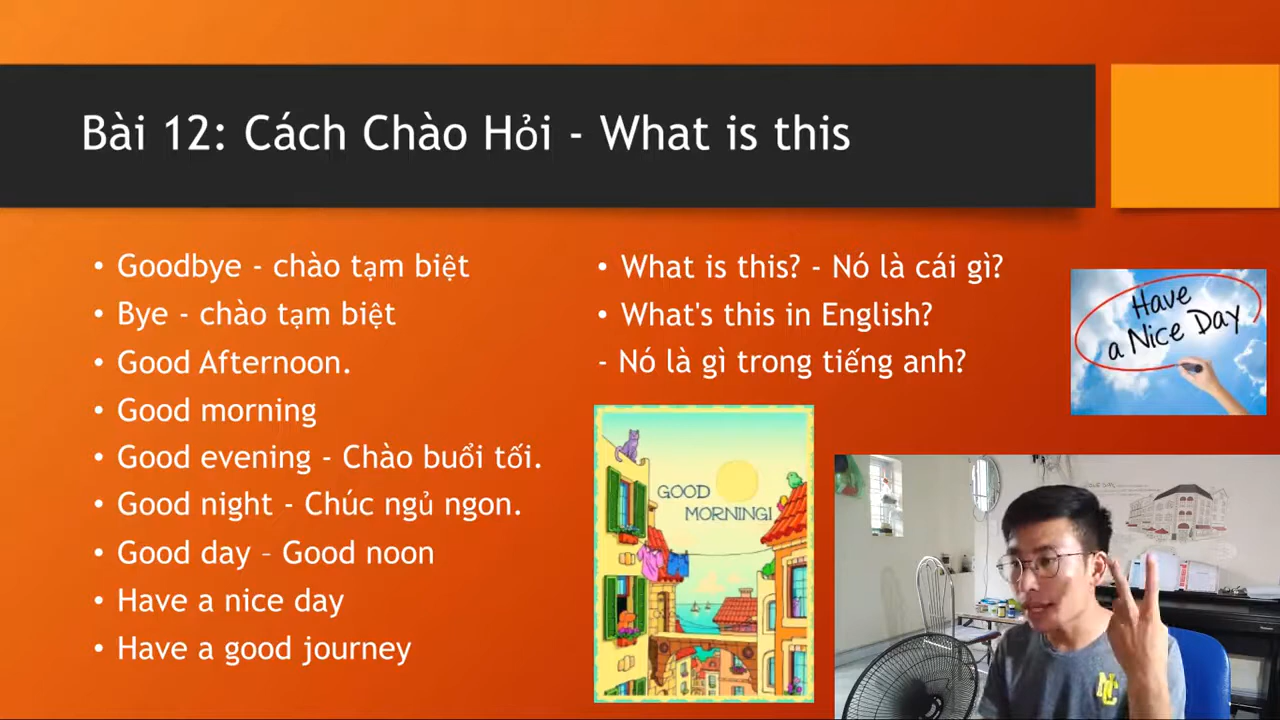 Bài 12: Cách Chào Hỏi - What is this
• Goodbye - chào tạm biệt
• Bye - chào tạm biệt
• Good Afternoon.
• Good morning
• Good evening - Chào buổi tối.
• Good night - Chúc ngủ ngon.
• Good day – Good noon
• Have a nice day
• Have a good journey
• What is this? - Nó là cái gì?
• What's this in English?
- Nó là gì trong tiếng anh?
Have
a Nice Day
GOOD
MORNING!